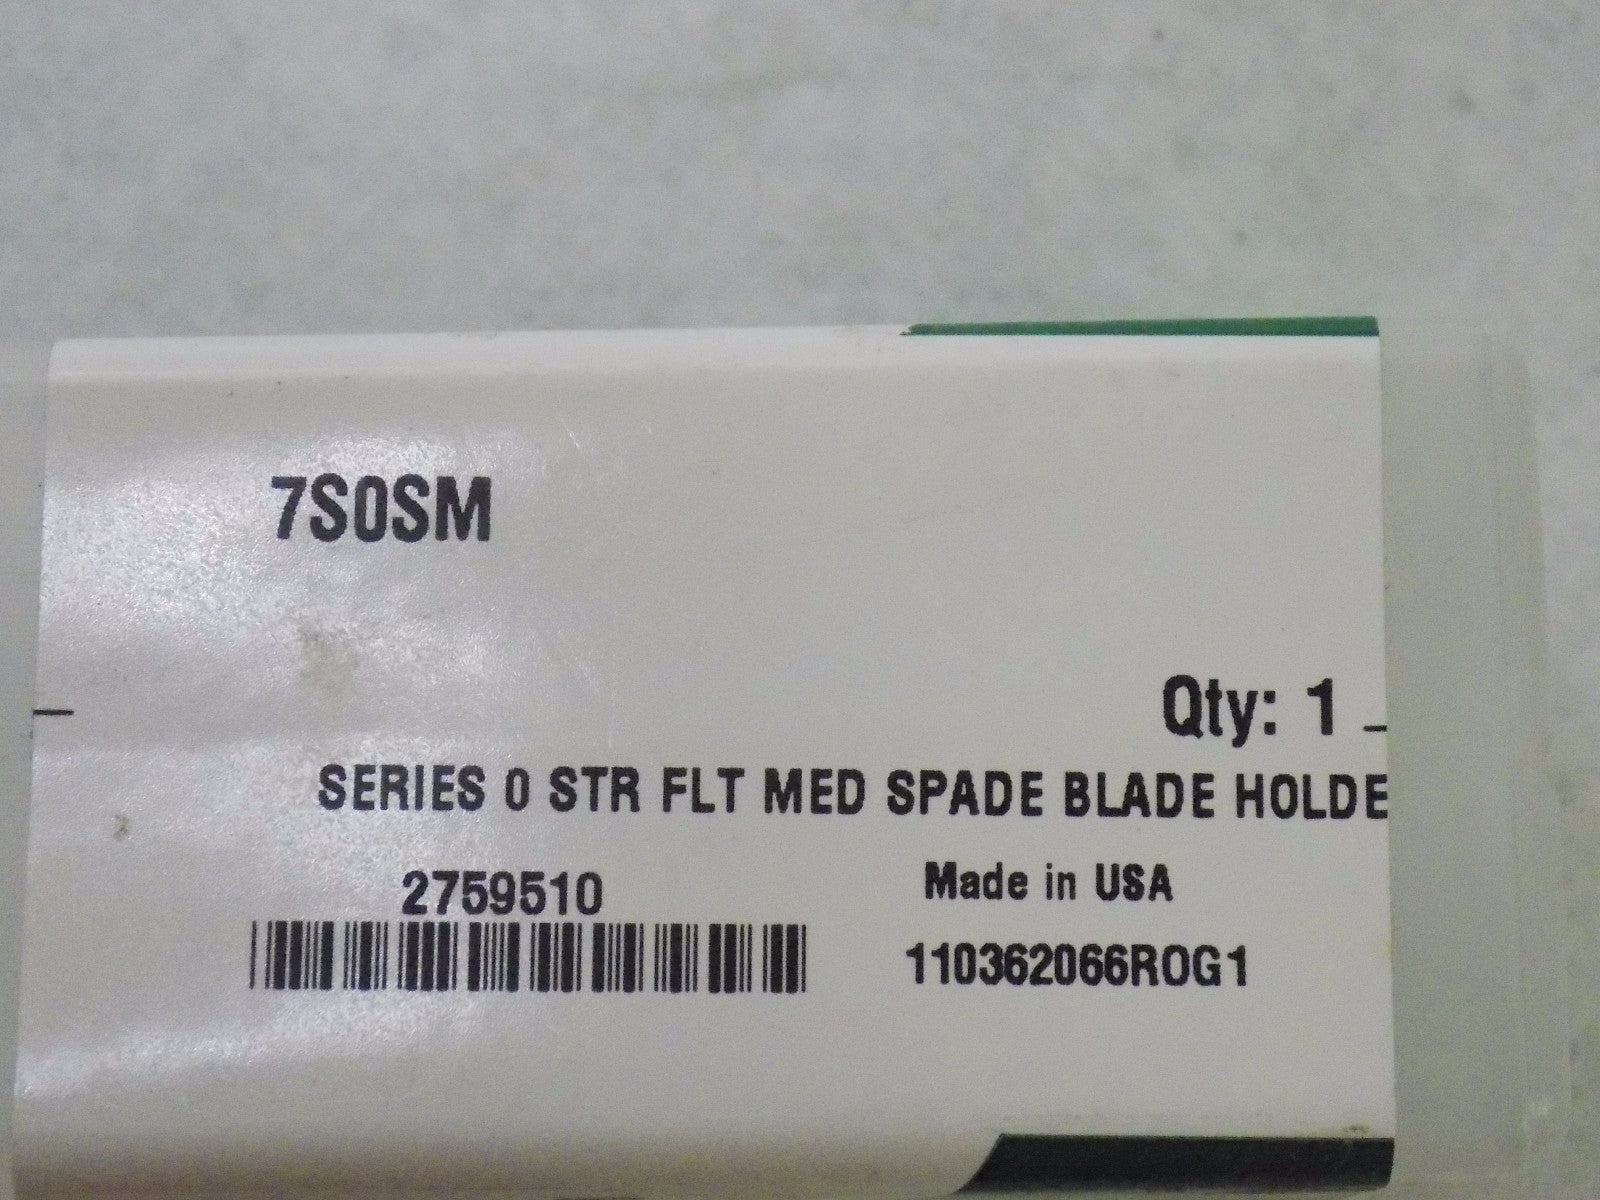 7S0SM
Qty: 1
SERIES 0 STR FLT MED SPADE BLADE HOLDE
2759510
Made in USA
110362066ROG1